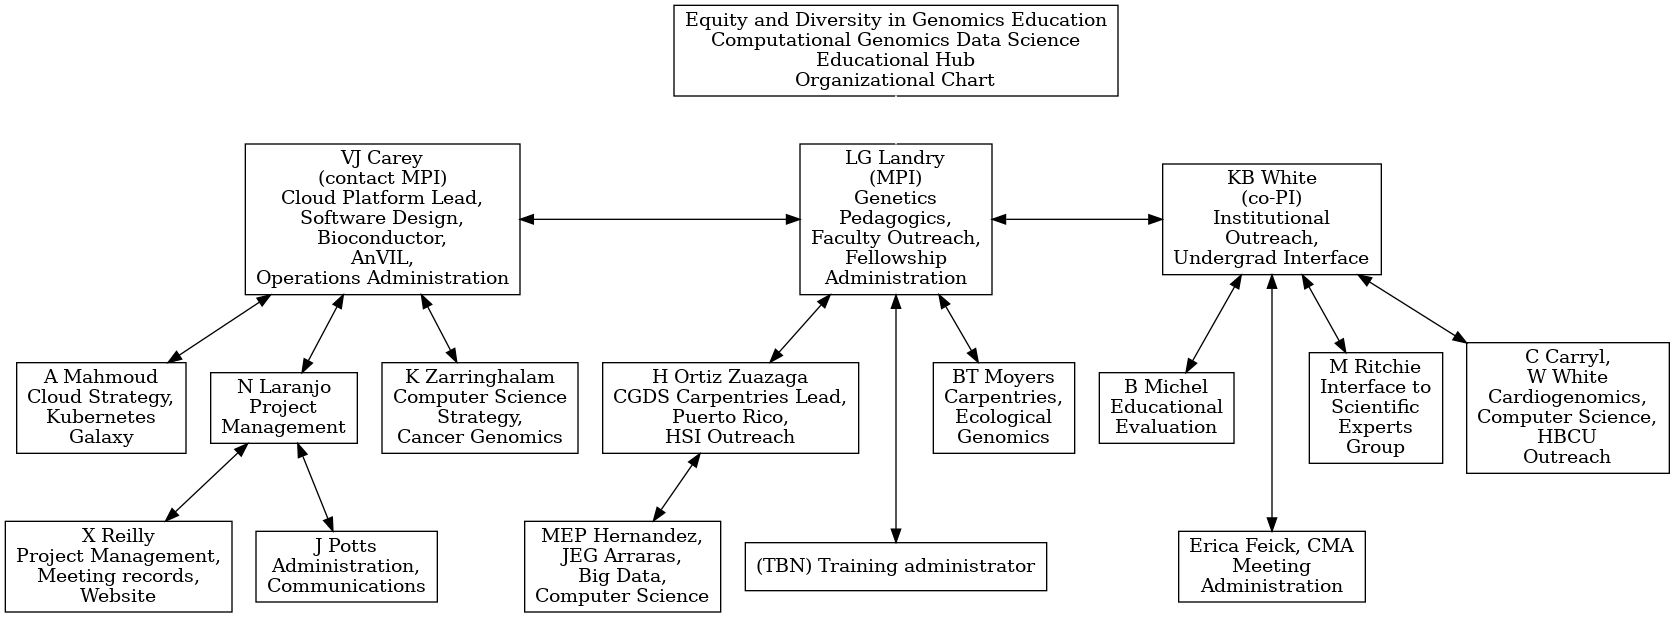 Equity and Diversity in Genomics Education
Computational Genomics Data Science
Educational Hub
Organizational Chart
VJ Carey
(contact MPI)
Cloud Platform Lead,
Software Design,
Bioconductor,
AnVIL,
Operations Administration
LG Landry
(MPI)
Genetics
Pedagogics,
Faculty Outreach,
Fellowship
Administration
KB White
(co-PI)
Institutional
Outreach,
Undergrad Interface
A Mahmoud
Cloud Strategy,
Kubernetes
Galaxy
N Laranjo
Project
Management
K Zarringhalam
Computer Science
Strategy,
Cancer Genomics
H Ortiz Zuazaga
CGDS Carpentries Lead,
Puerto Rico,
HSI Outreach
BT Moyers
Carpentries,
Ecological
Genomics
B Michel
Educational
Evaluation
M Ritchie
Interface to
Scientific
Experts
Group
C Carryl,
W White
Cardiogenomics,
Computer Science,
HBCU
Outreach
X Reilly
Project Management,
Meeting records,
Website
J Potts
Administration,
Communications
MEP Hernandez,
JEG Arraras,
Big Data,
Computer Science
(TBN) Training administrator
Erica Feick, CMA
Meeting
Administration